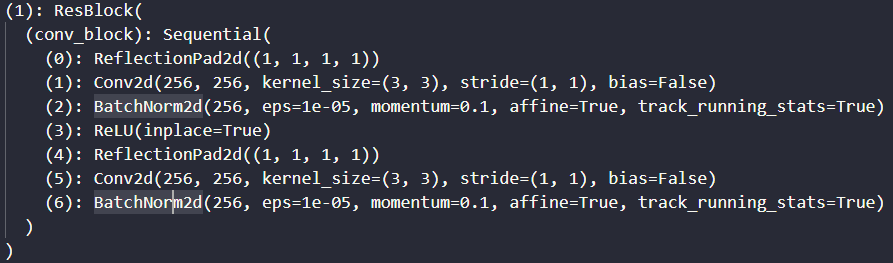 (1): ResBlock(
  (conv_block): Sequential(
    (0): ReflectionPad2d((1, 1, 1, 1))
    (1): Conv2d(256, 256, kernel_size=(3, 3), stride=(1, 1), bias=False)
    (2): BatchNorm2d(256, eps=1e-05, momentum=0.1, affine=True, track_running_stats=True)
    (3): ReLU(inplace=True)
    (4): ReflectionPad2d((1, 1, 1, 1))
    (5): Conv2d(256, 256, kernel_size=(3, 3), stride=(1, 1), bias=False)
    (6): BatchNorm2d(256, eps=1e-05, momentum=0.1, affine=True, track_running_stats=True)
  )
)